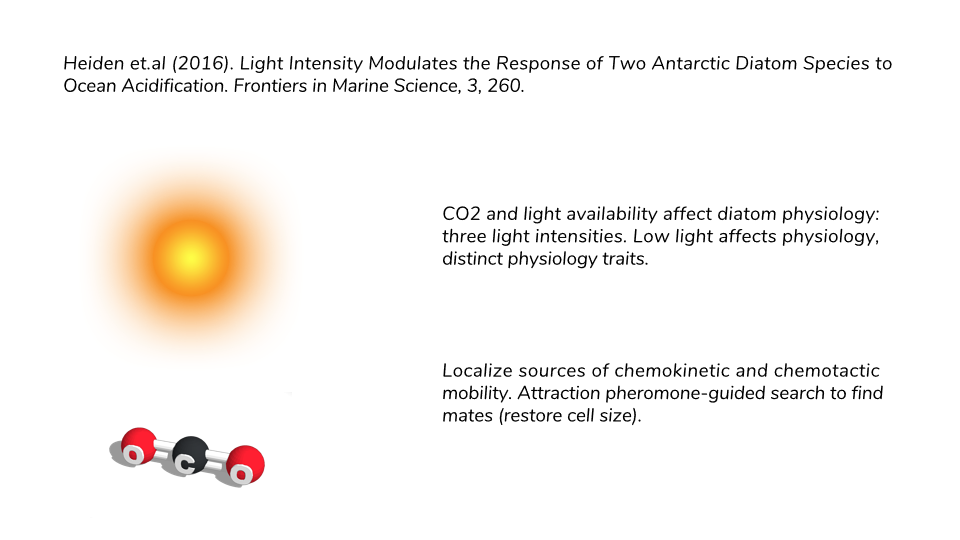 Heiden et.al (2016). Light Intensity Modulates the Response of Two Antarctic Diatom Species to
Ocean Acidification. Frontiers in Marine Science, 3, 260.
CO2 and light availability affect diatom physiology:
three light intensities. Low light affects physiology,
distinct physiology traits.
Localize sources of chemokinetic and chemotactic
mobility. Attraction pheromone-guided search to find
mates (restore cell size).
O C O